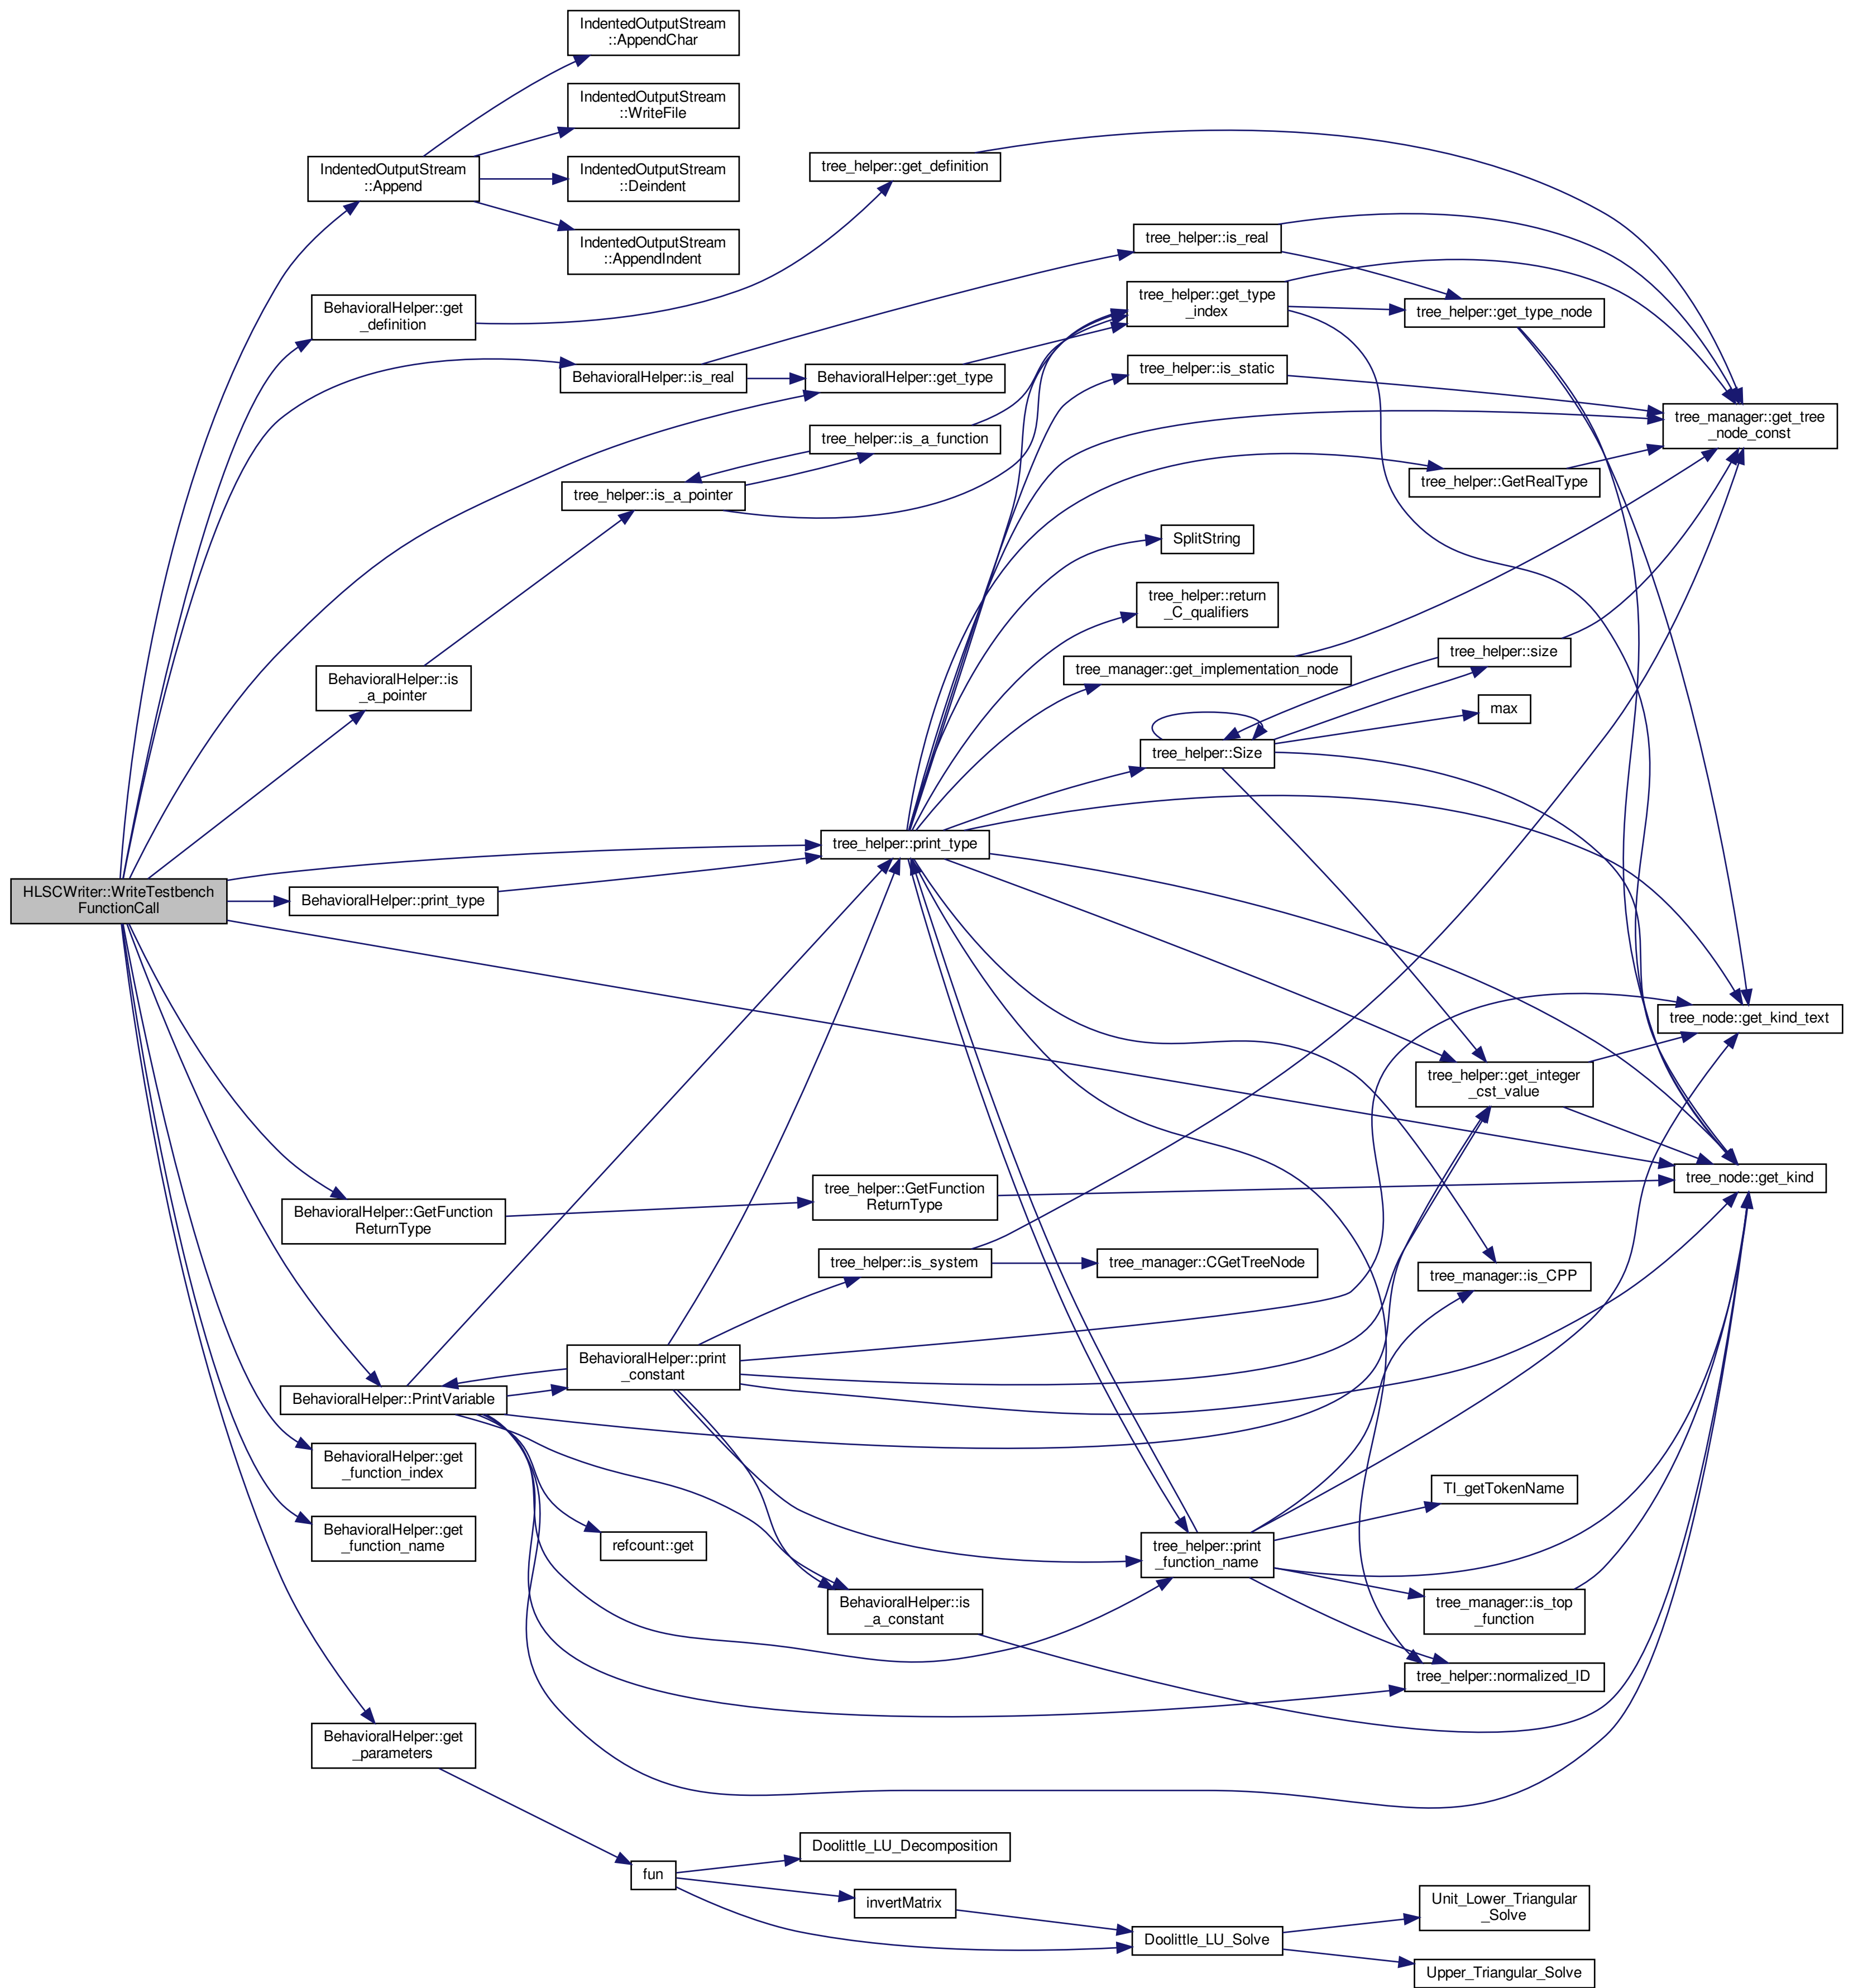 IndentedOutputStream
::AppendChar
IndentedOutputStream
::WriteFile
IndentedOutputStream
::Append
IndentedOutputStream
::Deindent
IndentedOutputStream
::AppendIndent
tree_helper::get_definition
BehavioralHelper::get
_definition
tree_helper::is_real
tree_helper::get_type
_index
tree_helper::get_type_node
BehavioralHelper::is_real
BehavioralHelper::get_type
tree_helper::is_static
tree_manager::get_tree
_node_const
tree_helper::is_a_function
tree_helper::is_a_pointer
tree_helper::GetRealType
SplitString
tree_helper::return
_C_qualifiers
BehavioralHelper::is
_a_pointer
tree_manager::get_implementation_node
tree_helper::size
max
tree_helper::Size
tree_helper::print_type
HLSCWriter::WriteTestbench
FunctionCall
BehavioralHelper::print_type
tree_node::get_kind_text
tree_helper::get_integer
_cst_value
tree_node::get_kind
BehavioralHelper::GetFunction
ReturnType
tree_helper::GetFunction
ReturnType
tree_helper::is_system
tree_manager::CGetTreeNode
tree_manager::is_CPP
BehavioralHelper::print
_constant
BehavioralHelper::PrintVariable
BehavioralHelper::get
_function_index
TI_getTokenName
BehavioralHelper::get
_function_name
refcount::get
tree_helper::print
_function_name
BehavioralHelper::is
_a_constant
tree_manager::is_top
_function
tree_helper::normalized_ID
BehavioralHelper::get
_parameters
Doolittle_LU_Decomposition
fun
invertMatrix
Unit_Lower_Triangular
_Solve
Doolittle_LU_Solve
Upper_Triangular_Solve